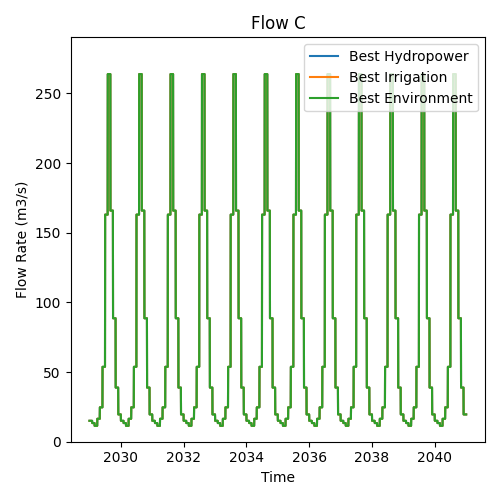 Flow C
Best Hydropower
Best Irrigation
Best Environment
Flow Rate (m3/s)
250
200
150
100
50
0
2030 2032 2034 2036 2038 2040
Time